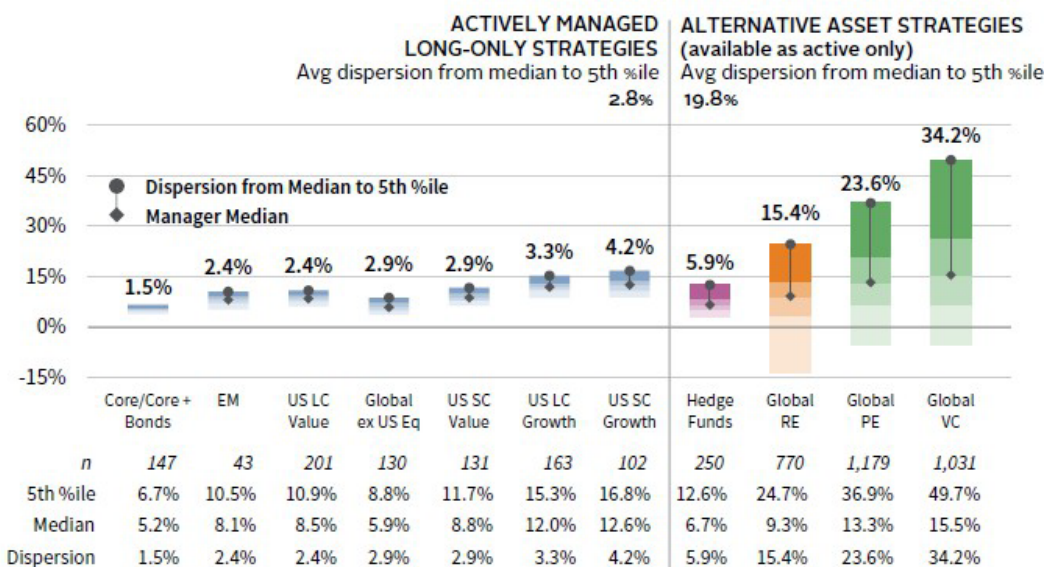 ACTIVELY MANAGED
LONG-ONLY STRATEGIES
Avg dispersion from median to 5th %ile
2.8%
ALTERNATIVE ASSET STRATEGIES
(available as active only)
Avg dispersion from median to 5th %ile
19.8%
60%
45%
30%
15%
0%
-15%
Dispersion from Median to 5th %ile
Manager Median
1.5%
2.4%
2.4%
2.9%
2.9%
3.3%
4.2%
5.9%
15.4%
23.6%
34.2%
Core/Core + Bonds
EM
US LC Value
Global ex US Eq
US SC Value
US LC Growth
US SC Growth
Hedge Funds
Global RE
Global PE
Global VC
n 147 43 201 130 131 163 102 250 770 1,179 1,031
5th %ile 6.7% 10.5% 10.9% 8.8% 11.7% 15.3% 16.8% 12.6% 24.7% 36.9% 49.7%
Median 5.2% 8.1% 8.5% 5.9% 8.8% 12.0% 12.6% 6.7% 9.3% 13.3% 15.5%
Dispersion 1.5% 2.4% 2.4% 2.9% 2.9% 3.3% 4.2% 5.9% 15.4% 23.6% 34.2%